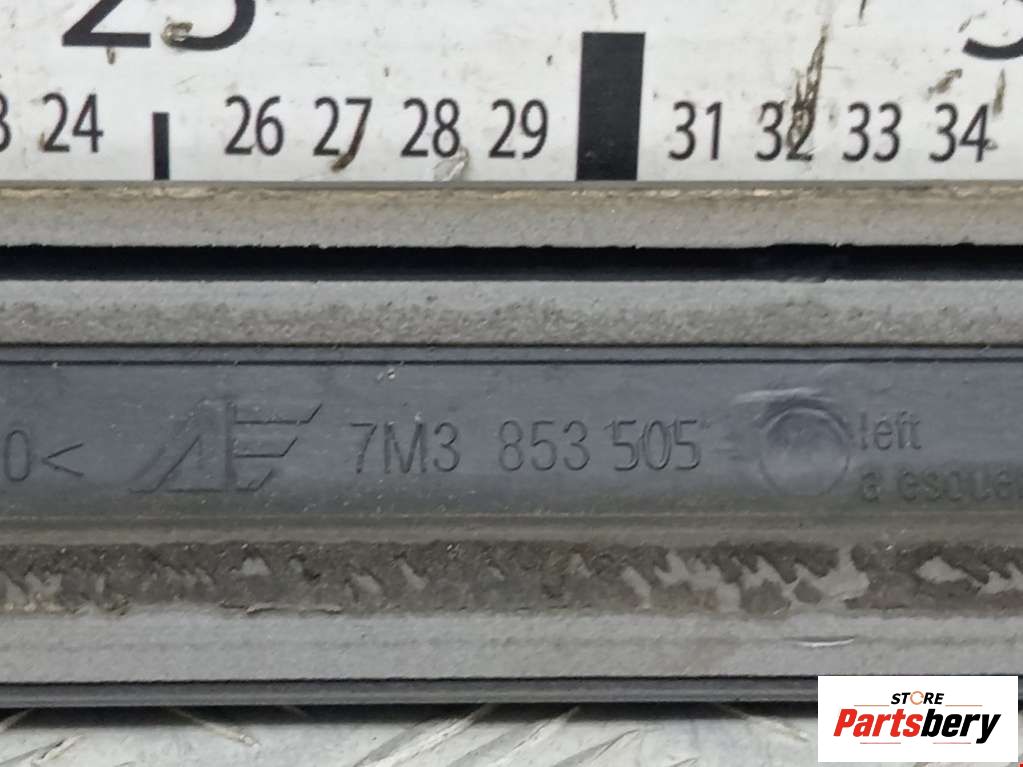 24 26 27 28 29 31 32 33 34
0< 7M3 853 505 left
STORE
Partsbery